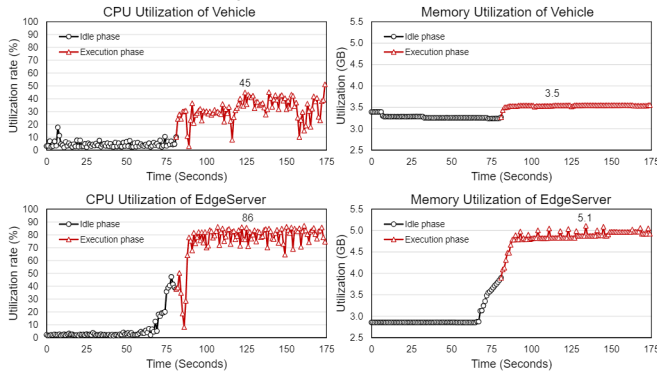 CPU Utilization of Vehicle
Utilization rate (%)
100
90
80
70
60
50
40
30
20
10
0
Idle phase
Execution phase
45
0 25 50 75 100 125 150 175
Time (Seconds)
Memory Utilization of Vehicle
Utilization (GB)
5.5
5.0
4.5
4.0
3.5
3.0
2.5
Idle phase
Execution phase
3.5
0 25 50 75 100 125 150 175
Time (Seconds)
CPU Utilization of EdgeServer
Utilization rate (%)
100
90
80
70
60
50
40
30
20
10
0
Idle phase
Execution phase
86
0 25 50 75 100 125 150 175
Time (Seconds)
Memory Utilization of EdgeServer
Utilization (GB)
5.5
5.0
4.5
4.0
3.5
3.0
2.5
Idle phase
Execution phase
5.1
0 25 50 75 100 125 150 175
Time (Seconds)